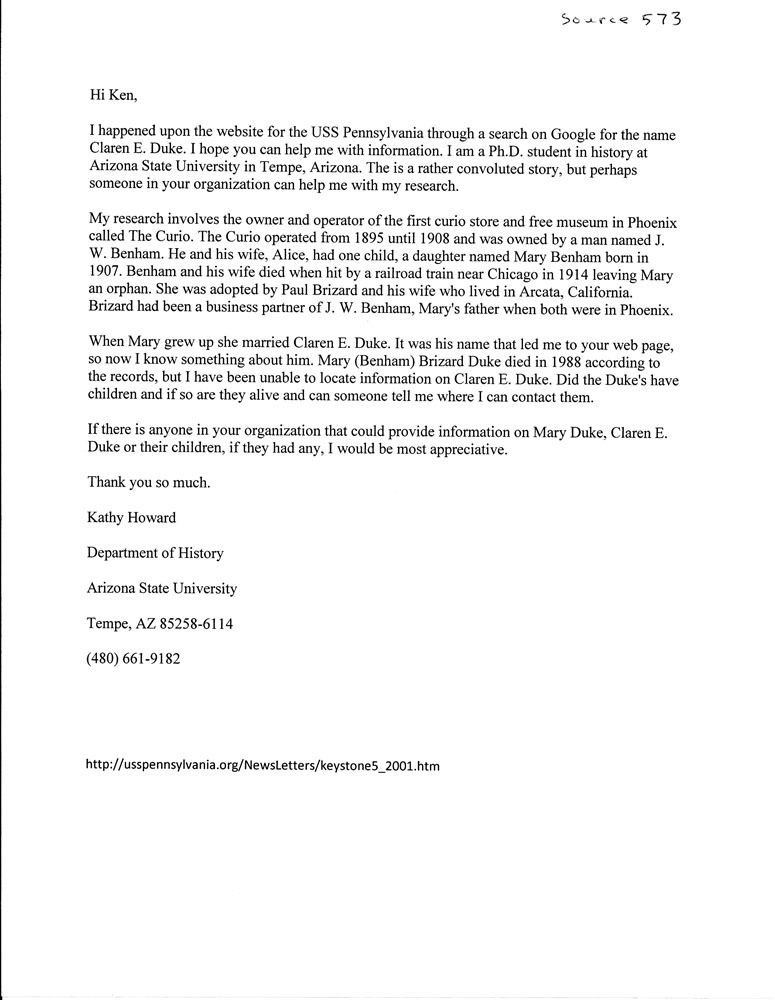 Source 573
Hi Ken,
I happened upon the website for the USS Pennsylvania through a search on Google for the name
Claren E. Duke. I hope you can help me with information. I am a Ph.D. student in history at
Arizona State University in Tempe, Arizona. The is a rather convoluted story, but perhaps
someone in your organization can help me with my research.
My research involves the owner and operator of the first curio store and free museum in Phoenix
called The Curio. The Curio operated from 1895 until 1908 and was owned by a man named J.
W. Benham. He and his wife, Alice, had one child, a daughter named Mary Benham born in
1907. Benham and his wife died when hit by a railroad train near Chicago in 1914 leaving Mary
an orphan. She was adopted by Paul Brizard and his wife who lived in Arcata, California.
Brizard had been a business partner of J. W. Benham, Mary's father when both were in Phoenix.
When Mary grew up she married Claren E. Duke. It was his name that led me to your web page,
so now I know something about him. Mary (Benham) Brizard Duke died in 1988 according to
the records, but I have been unable to locate information on Claren E. Duke. Did the Duke's have
children and if so are they alive and can someone tell me where I can contact them.
If there is anyone in your organization that could provide information on Mary Duke, Claren E.
Duke or their children, if they had any, I would be most appreciative.
Thank you so much.
Kathy Howard
Department of History
Arizona State University
Tempe, AZ 85258-6114
(480) 661-9182
http://usspennsylvania.org/NewsLetters/keystone5_2001.htm